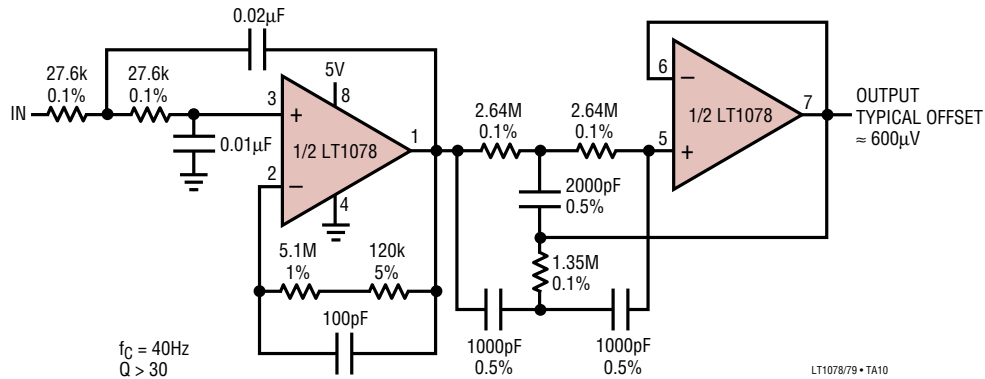 0.02µF
27.6k
0.1%
27.6k
0.1%
IN
0.01µF
3
+
2
–
1/2 LT1078
5V
8
4
1
5.1M
1%
120k
5%
100pF
2.64M
0.1%
2.64M
0.1%
2000pF
0.5%
1.35M
0.1%
1000pF
0.5%
1000pF
0.5%
6
–
5
+
1/2 LT1078
7
OUTPUT
TYPICAL OFFSET
≈ 600µV
fC = 40Hz
Q > 30
LT1078/79 • TA10